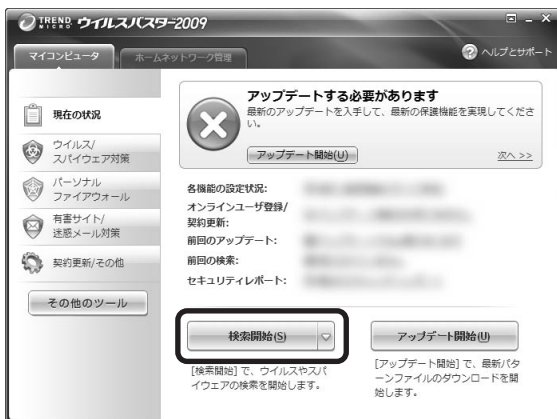 TREND MICRO ウイルスバスター2009
マイコンピュータ
ホームネットワーク管理
ヘルプとサポート
現在の状況
ウイルス/
スパイウェア対策
パーソナル
ファイアウォール
有害サイト/
迷惑メール対策
契約更新/その他
その他のツール
アップデートする必要があります
最新のアップデートを入手して、最新の保護機能を実現してくださ
い。
アップデート開始(U)
次へ >>
各機能の設定状況:
オンラインユーザ登録/
契約更新:
前回のアップデート:
前回の検索:
セキュリティレポート:
検索開始(S)
[検索開始] で、ウイルスやスパ
イウェアの検索を開始します。
アップデート開始(U)
[アップデート開始] で、最新パタ
ーンファイルのダウンロードを開
始します。